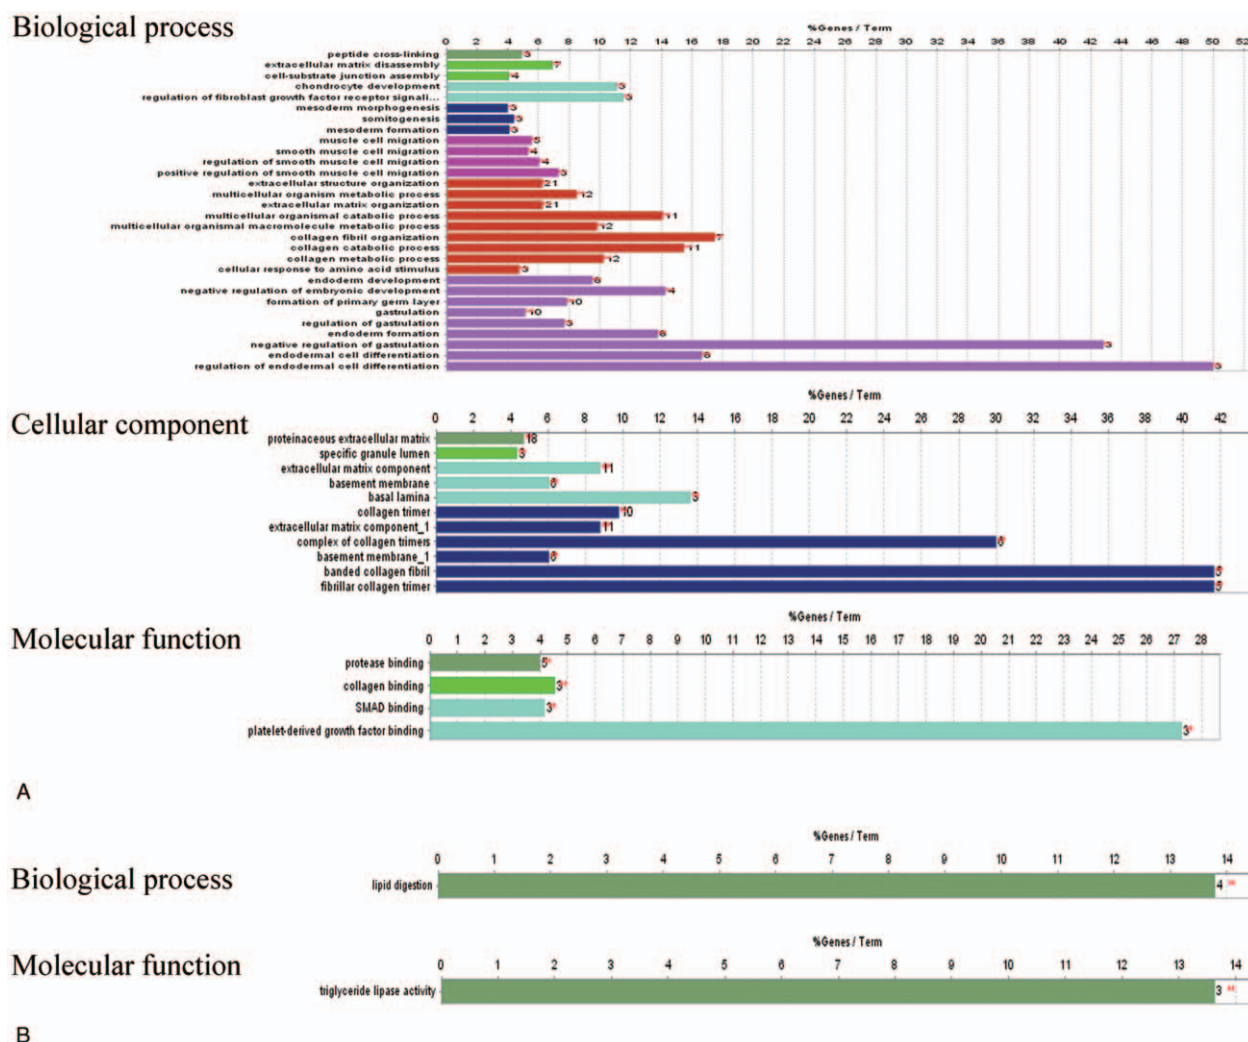 Biological process
%Genes / Term
0 2 4 6 8 10 12 14 16 18 20 22 24 26 28 30 32 34 36 38 40 42 44 46 48 50 52
peptide cross-linking 3
extracellular matrix disassembly 7
cell-substrate junction assembly 4
chondrocyte development 3
regulation of fibroblast growth factor receptor signali... 3
mesoderm morphogenesis 3
somitogenesis 3
mesoderm formation 3
muscle cell migration 5
smooth muscle cell migration 4
regulation of smooth muscle cell migration 4
positive regulation of smooth muscle cell migration 3
extracellular structure organization 21
multicellular organism metabolic process 12
extracellular matrix organization 21
multicellular organismal catabolic process 11
multicellular organismal macromolecule metabolic process 12
collagen fibril organization 7
collagen catabolic process 11
collagen metabolic process 12
cellular response to amino acid stimulus 3
endoderm development 6
negative regulation of embryonic development 4
formation of primary germ layer 10
gastrulation 10
regulation of gastrulation 3
endoderm formation 6
negative regulation of gastrulation 3
endodermal cell differentiation 6
regulation of endodermal cell differentiation 3
Cellular component
%Genes / Term
0 2 4 6 8 10 12 14 16 18 20 22 24 26 28 30 32 34 36 38 40 42
proteinaceous extracellular matrix 18
specific granule lumen 3
extracellular matrix component 11
basement membrane 6
basal lamina 3
collagen trimer 10
extracellular matrix component_1 11
complex of collagen trimers 6
basement membrane_1 6
banded collagen fibril 5
fibrillar collagen trimer 5
Molecular function
%Genes / Term
0 1 2 3 4 5 6 7 8 9 10 11 12 13 14 15 16 17 18 19 20 21 22 23 24 25 26 27 28
protease binding 5*
collagen binding 3**
SMAD binding 3*
platelet-derived growth factor binding 3*
A
Biological process
%Genes / Term
0 1 2 3 4 5 6 7 8 9 10 11 12 13 14
lipid digestion 4 **
Molecular function
%Genes / Term
0 1 2 3 4 5 6 7 8 9 10 11 12 13 14
triglyceride lipase activity 3 **
B